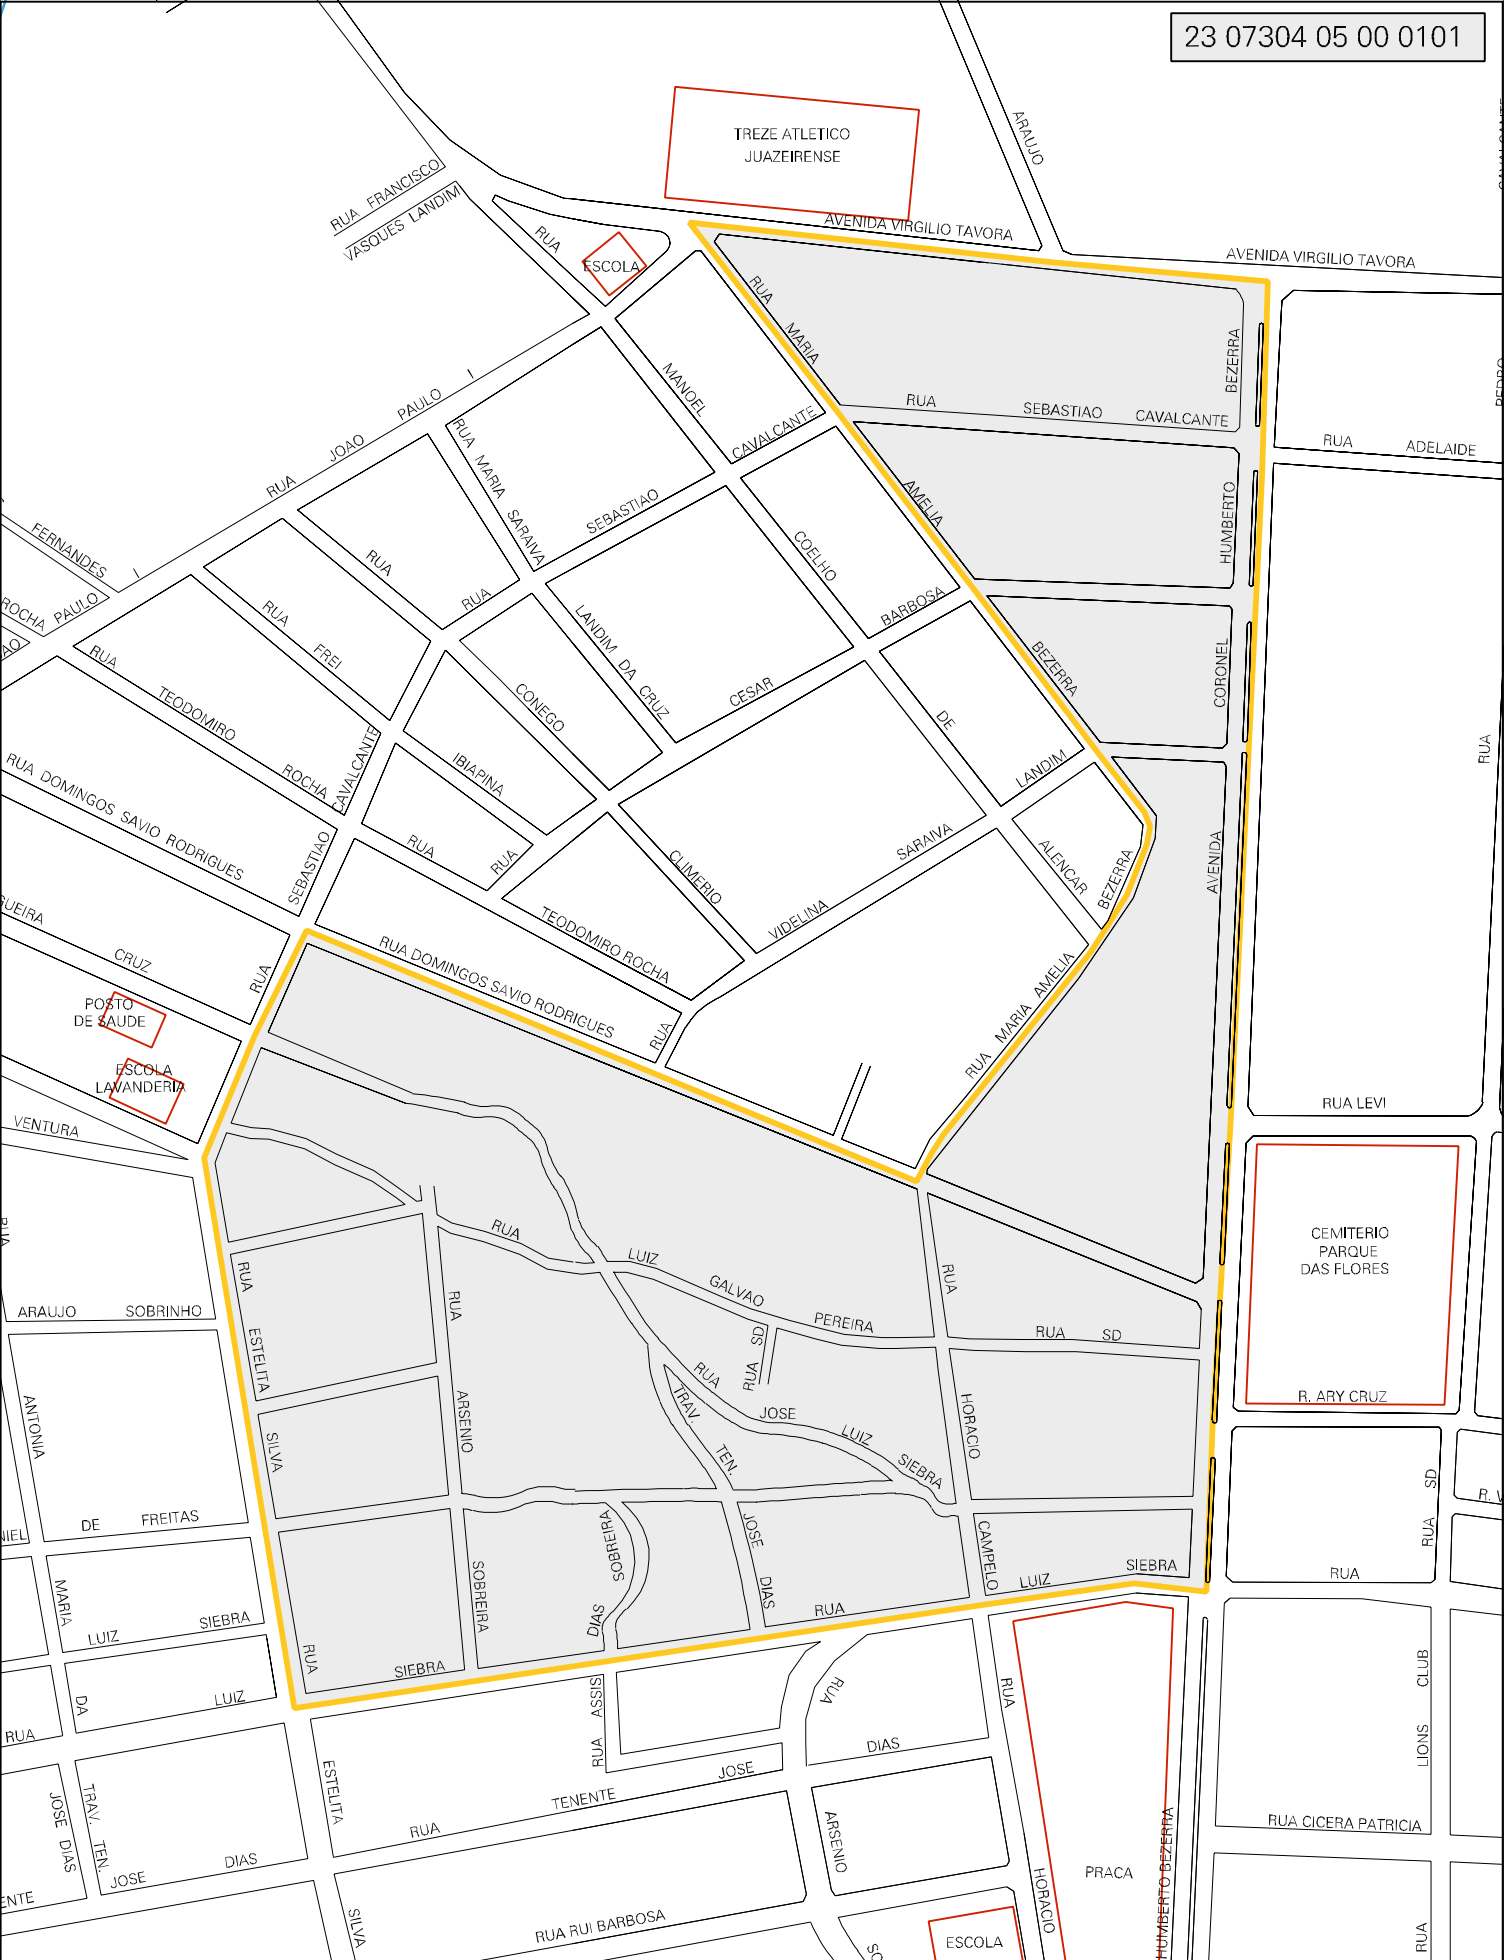 23 07304 05 00 0101
TREZE ATLETICO
JUAZEIRENSE
ARAUJO
RUA FRANCISCO
VASQUES LANDIM
AVENIDA VIRGILIO TAVORA
AVENIDA VIRGILIO TAVORA
RUA
ESCOLA
RUA
MARIA
BEZERRA
MANOEL
RUA SEBASTIAO CAVALCANTE
CAVALCANTE
RUA JOAO PAULO I
RUA MARIA SARAIVA
RUA ADELAIDE
SEBASTIAO
AMELIA
HUMBERTO
FERNANDES
I
ROCHA PAULO
RUA
RUA
COELHO
BARBOSA
RUA
FREI
LANDIM DA CRUZ
CESAR
BEZERRA
CORONEL
RUA
TEODOMIRO
ROCHA
CONEGO
DE
LANDIM
RUA
CAVALCANTE
IBIAPINA
RUA DOMINGOS SAVIO RODRIGUES
SEBASTIAO
RUA
RUA
CLIMERIO
VIDELINA
SARAIVA
ALENCAR
BEZERRA
AVENIDA
GUEIRA
CRUZ
RUA
TEODOMIRO ROCHA
RUA DOMINGOS SAVIO RODRIGUES
RUA
RUA MARIA AMELIA
POSTO
DE SAUDE
ESCOLA
LAVANDERIA
VENTURA
RUA LEVI
CEMITERIO
PARQUE
DAS FLORES
RUA
LUIZ
GALVAO
PEREIRA
RUA
RUA SD
RUA
ESTELITA
RUA
ARAUJO SOBRINHO
RUA SD
R. ARY CRUZ
ANTONIA
SILVA
ARSENIO
TRAV.
TEN.
RUA
JOSE
LUIZ
SIEBRA
HORACIO
RUA SD
DE FREITAS
NIEL
SOBREIRA
JOSE
DIAS
CAMPELO
LUIZ SIEBRA
RUA
MARIA
LUIZ SIEBRA
SOBREIRA
DIAS
RUA
RUA
SIEBRA
DA
LUIZ
RUA
RUA ASSIS
RUA
RUA
LIONS CLUB
JOSE DIAS
TRAV. TEN.
ESTELITA
RUA TENENTE JOSE DIAS
RUA CICERA PATRICIA
JOSE DIAS
ENTE
ARSENIO
HORACIO
PRACA
HUMBERTO BEZERRA
SILVA
RUA RUI BARBOSA
ESCOLA
RUA